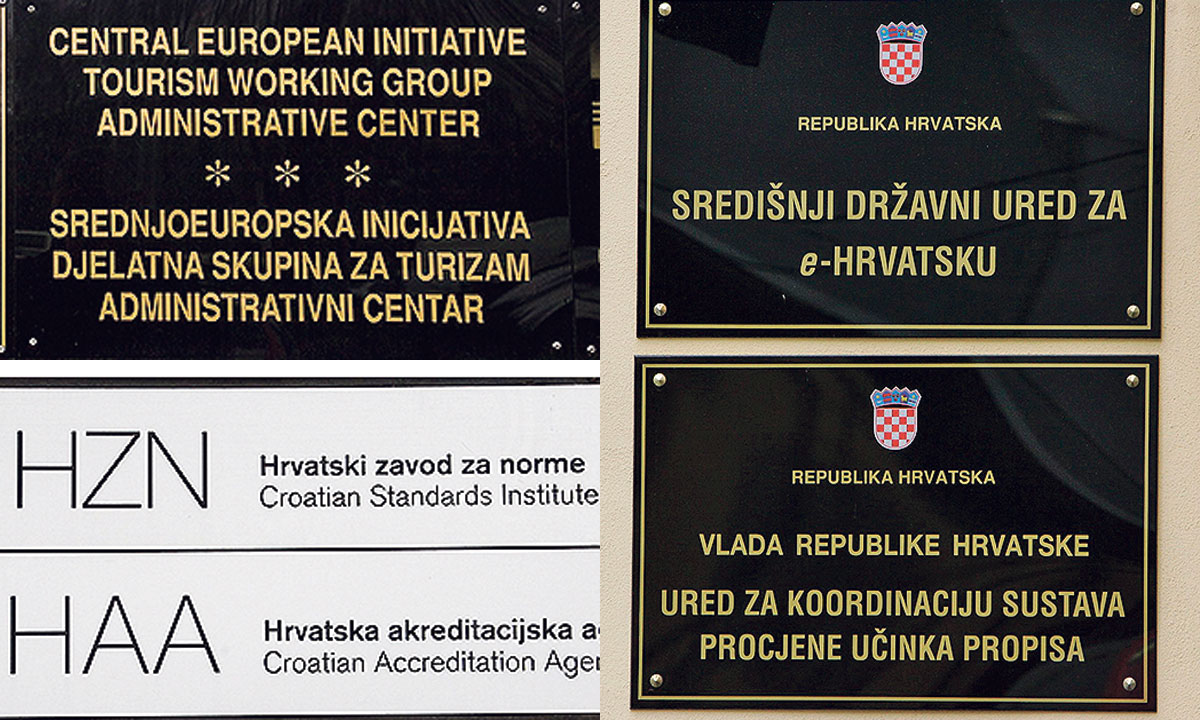 CENTRAL EUROPEAN INITIATIVE
TOURISM WORKING GROUP
ADMINISTRATIVE CENTER
* * *
SREDNJOEUROPSKA INICIJATIVA
DJELATNA SKUPINA ZA TURIZAM
ADMINISTRATIVNI CENTAR
HZN
Hrvatski zavod za norme
Croatian Standards Institute
HAA
Hrvatska akreditacijska a
Croatian Accreditation Agen
REPUBLIKA HRVATSKA
SREDIŠNJI DRŽAVNI URED ZA
e-HRVATSKU
REPUBLIKA HRVATSKA
VLADA REPUBLIKE HRVATSKE
URED ZA KOORDINACIJU SUSTAVA
PROCJENE UČINKA PROPISA